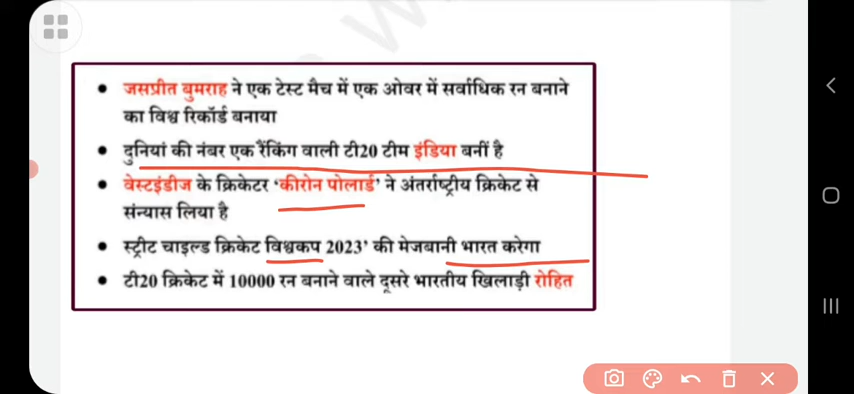 • जसप्रीत बुमराह ने एक टेस्ट मैच में एक ओवर में सर्वाधिक रन बनाने
का विश्व रिकॉर्ड बनाया
• दुनियां की नंबर एक रैंकिंग वाली टी20 टीम इंडिया बनीं है
• वेस्टइंडीज के क्रिकेटर ‘कीरोन पोलार्ड’ ने अंतर्राष्ट्रीय क्रिकेट से
संन्यास लिया है
• स्ट्रीट चाइल्ड क्रिकेट विश्वकप 2023’ की मेजबानी भारत करेगा
• टी20 क्रिकेट में 10000 रन बनाने वाले दूसरे भारतीय खिलाड़ी रोहित